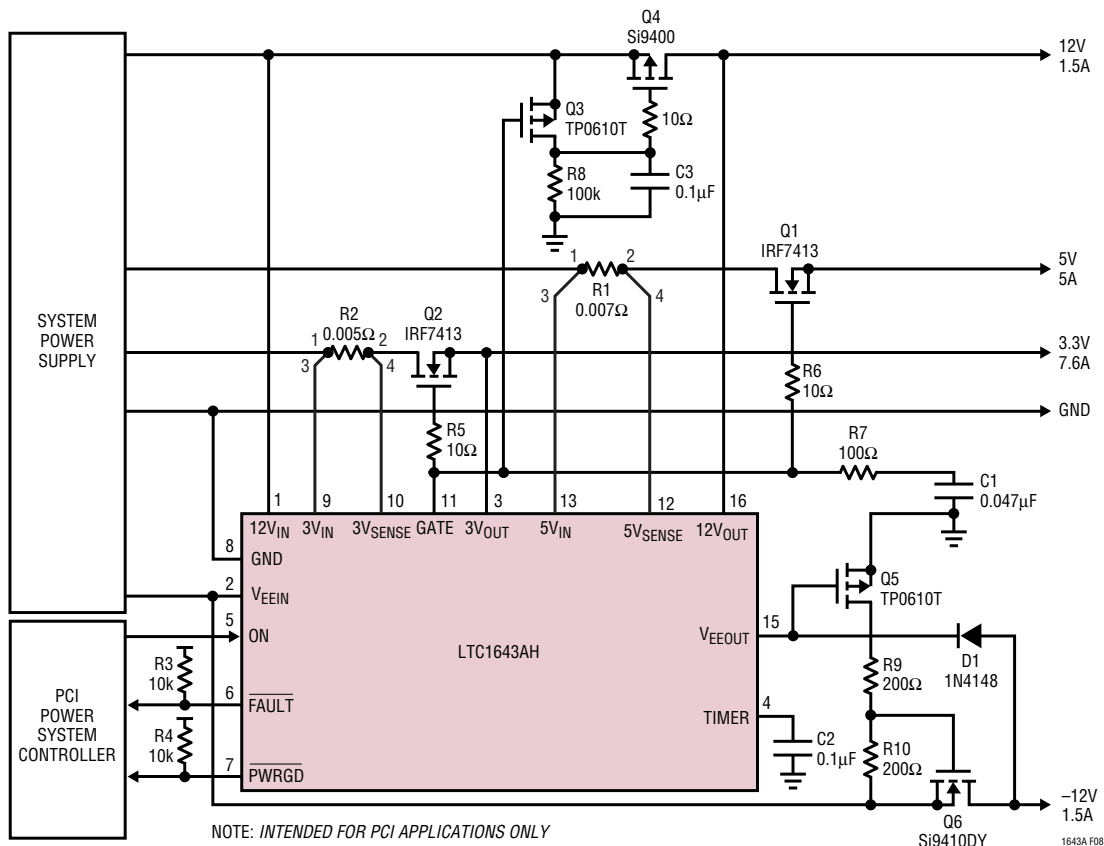 Q4
Si9400
12V
1.5A
Q3
TP0610T
10Ω
R8
100k
C3
0.1µF
Q1
IRF7413
5V
5A
1
2
3
4
R1
0.007Ω
SYSTEM
POWER
SUPPLY
R2
0.005Ω
1
2
3
4
Q2
IRF7413
3.3V
7.6A
R6
10Ω
GND
R5
10Ω
R7
100Ω
C1
0.047µF
1
9
10
11
3
13
12
16
12VIN
3VIN
3VSENSE
GATE
3VOUT
5VIN
5VSENSE
12VOUT
8
GND
2
VEEIN
5
ON
LTC1643AH
15
VEEOUT
Q5
TP0610T
D1
1N4148
R9
200Ω
PCI
POWER
SYSTEM
CONTROLLER
R3
10k
6
FAULT
R4
10k
7
PWRGD
4
TIMER
C2
0.1µF
R10
200Ω
–12V
1.5A
Q6
Si9410DY
NOTE: INTENDED FOR PCI APPLICATIONS ONLY
1643A F08